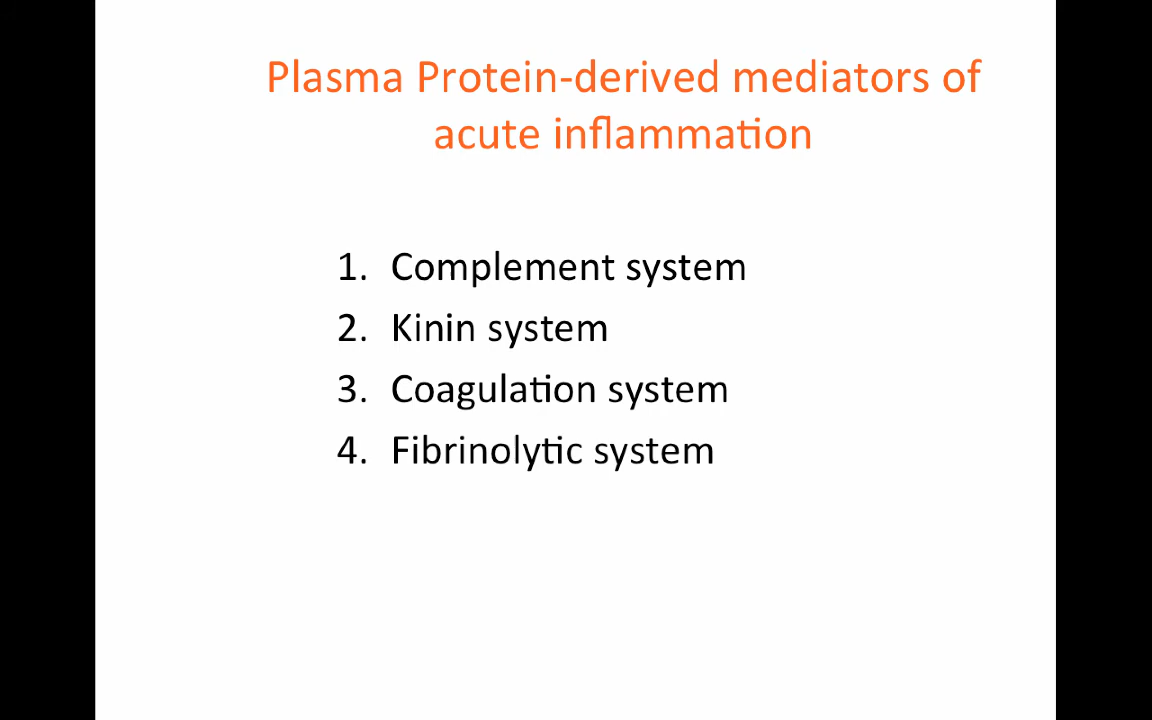 Plasma Protein-derived mediators of
acute inflammation
1. Complement system
2. Kinin system
3. Coagulation system
4. Fibrinolytic system